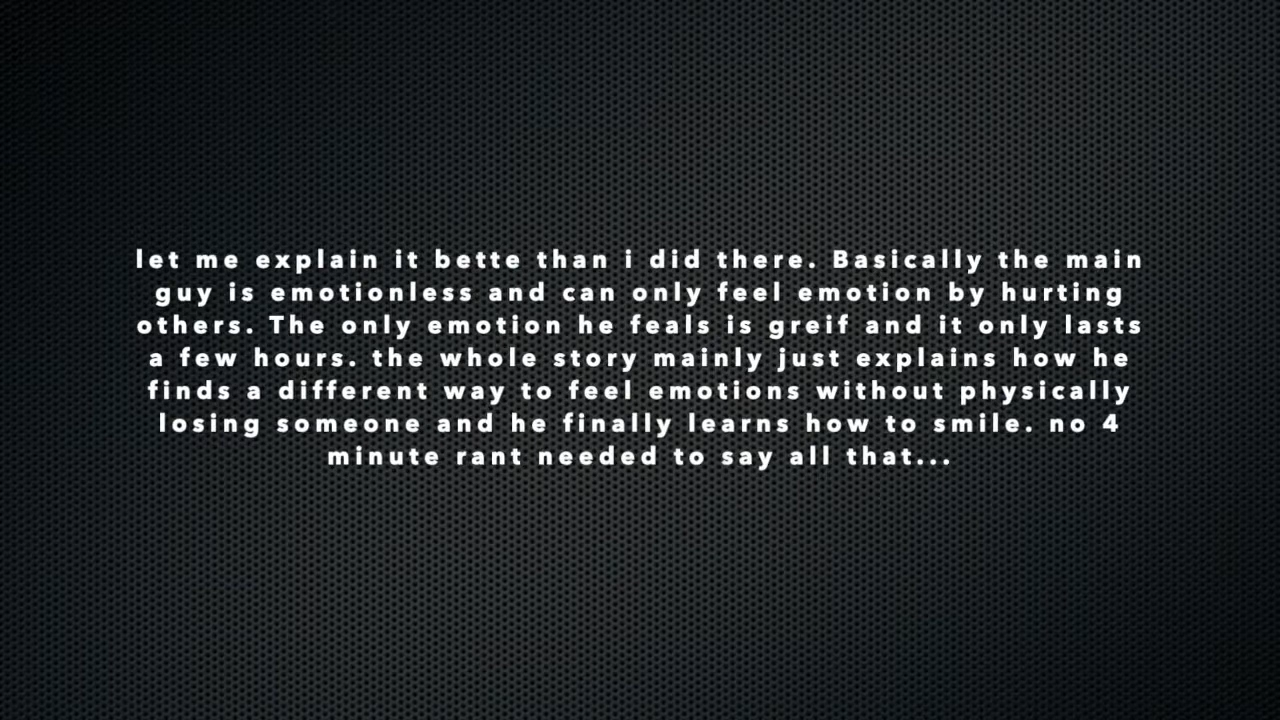 let me explain it bette than i did there. Basically the main
guy is emotionless and can only feel emotion by hurting
others. The only emotion he feals is greif and it only lasts
a few hours. the whole story mainly just explains how he
finds a different way to feel emotions without physically
losing someone and he finally learns how to smile. no 4
minute rant needed to say all that...